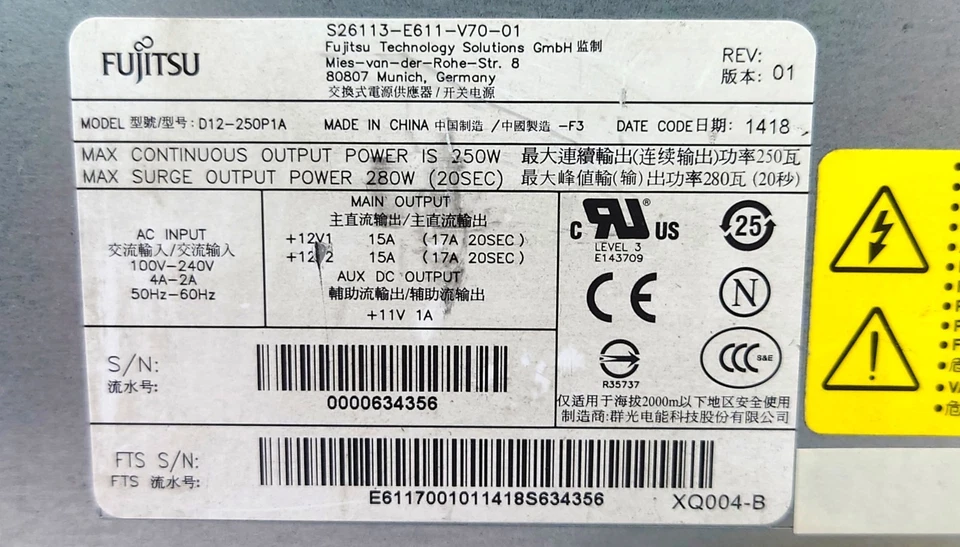 FUJITSU
S26113-E611-V70-01
Fujitsu Technology Solutions GmbH 监制
Mies-van-der-Rohe-Str. 8
80807 Munich, Germany
交換式電源供應器/开关电源
REV:
版本: 01
MODEL 型號/型号: D12-250P1A MADE IN CHINA 中国制造 /中國製造 -F3 DATE CODE日期: 1418
MAX CONTINUOUS OUTPUT POWER IS 250W 最大連續輸出(连续输出)功率250瓦
MAX SURGE OUTPUT POWER 280W (20SEC) 最大峰値輸(输)出功率280瓦 (20秒)
AC INPUT
交流輸入/交流输入
100V-240V
4A-2A
50Hz-60Hz
MAIN OUTPUT
主直流输出/主直流輸出
+12V1 15A (17A 20SEC)
+12V2 15A (17A 20SEC)
AUX DC OUTPUT
輔助流輸出/辅助流输出
+11V 1A
c RU ® US
LEVEL 3
E143709
25
CE
N
R35737
CCC S&E
仅适用于海拔2000m以下地区安全使用
制造商:群光电能科技股份有限公司
S/N:
流水号:
0000634356
FTS S/N:
FTS 流水号:
E6117001011418S634356
XQ004-B